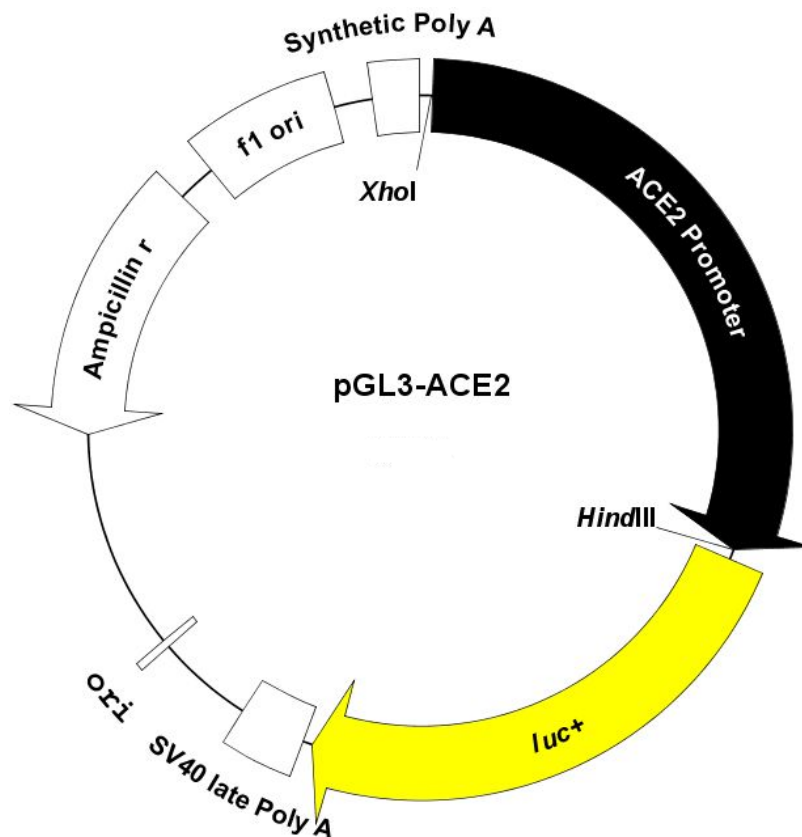 Synthetic Poly A
f1 ori
XhoI
ACE2 Promoter
Ampicillin r
pGL3-ACE2
HindIII
ori
SV40 late Poly A
luc+